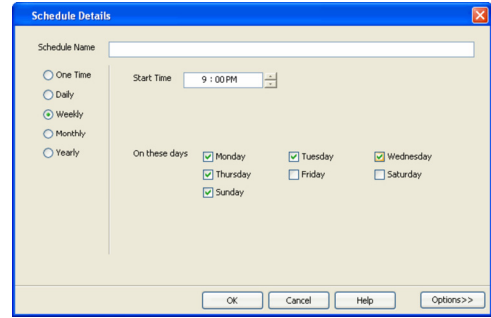 Schedule Details
Schedule Name
One Time
Start Time 9 : 00 PM
Daily
Weekly
Monthly
Yearly
On these days Monday Tuesday Wednesday
Thursday Friday Saturday
Sunday
OK Cancel Help Options>>